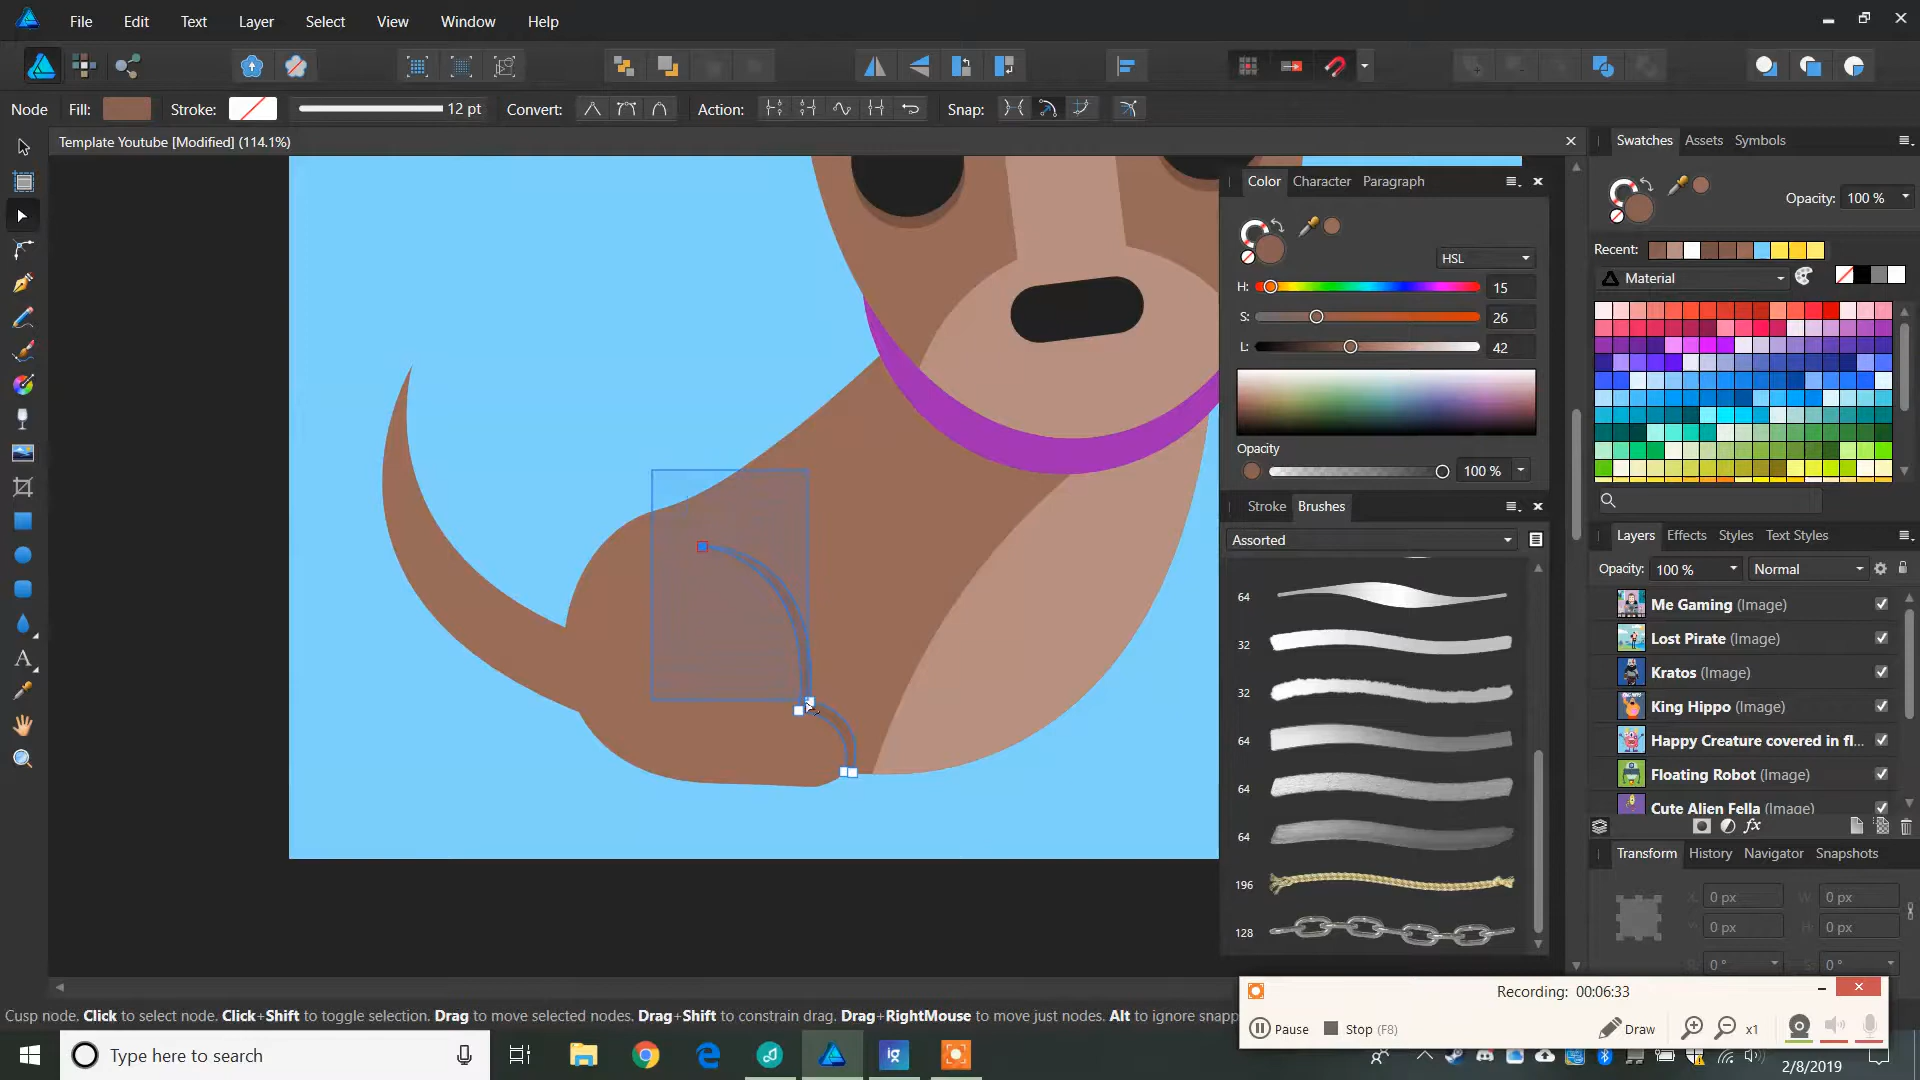 File Edit Text Layer Select View Window Help
Node Fill: Stroke: 12 pt Convert: Action: Snap:
Template Youtube [Modified] (114.1%)
Swatches Assets Symbols
Opacity: 100 %
Recent:
Material
Color Character Paragraph
HSL
H: 15
S: 26
L: 42
Opacity
100 %
Stroke Brushes
Assorted
64
32
32
64
64
64
196
128
Layers Effects Styles Text Styles
Opacity: 100 % Normal
Me Gaming (Image)
Lost Pirate (Image)
Kratos (Image)
King Hippo (Image)
Happy Creature covered in fl...
Floating Robot (Image)
Cute Alien Fella (Image)
fx
Transform History Navigator Snapshots
X: 0 px W: 0 px
Y: 0 px H: 0 px
R: 0 ° S: 0 °
Recording: 00:06:33
Pause Stop (F8) Draw x1
Cusp node. Click to select node. Click+Shift to toggle selection. Drag to move selected nodes. Drag+Shift to constrain drag. Drag+RightMouse to move just nodes. Alt to ignore snapp
Type here to search
2/8/2019